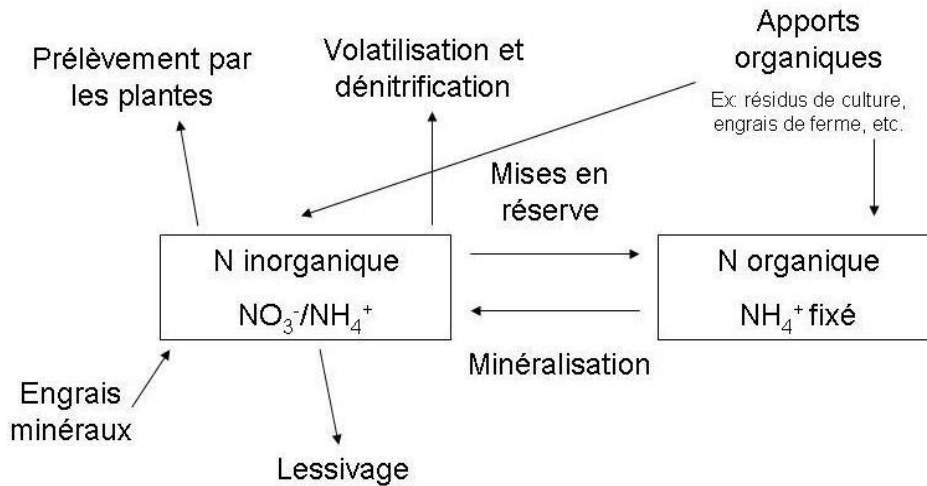 Prélèvement par
les plantes
Volatilisation et
dénitrification
Apports
organiques
Ex: résidus de culture,
engrais de ferme, etc.
Mises en
réserve
N inorganique
NO₃⁻/NH₄⁺
N organique
NH₄⁺ fixé
Minéralisation
Engrais
minéraux
Lessivage